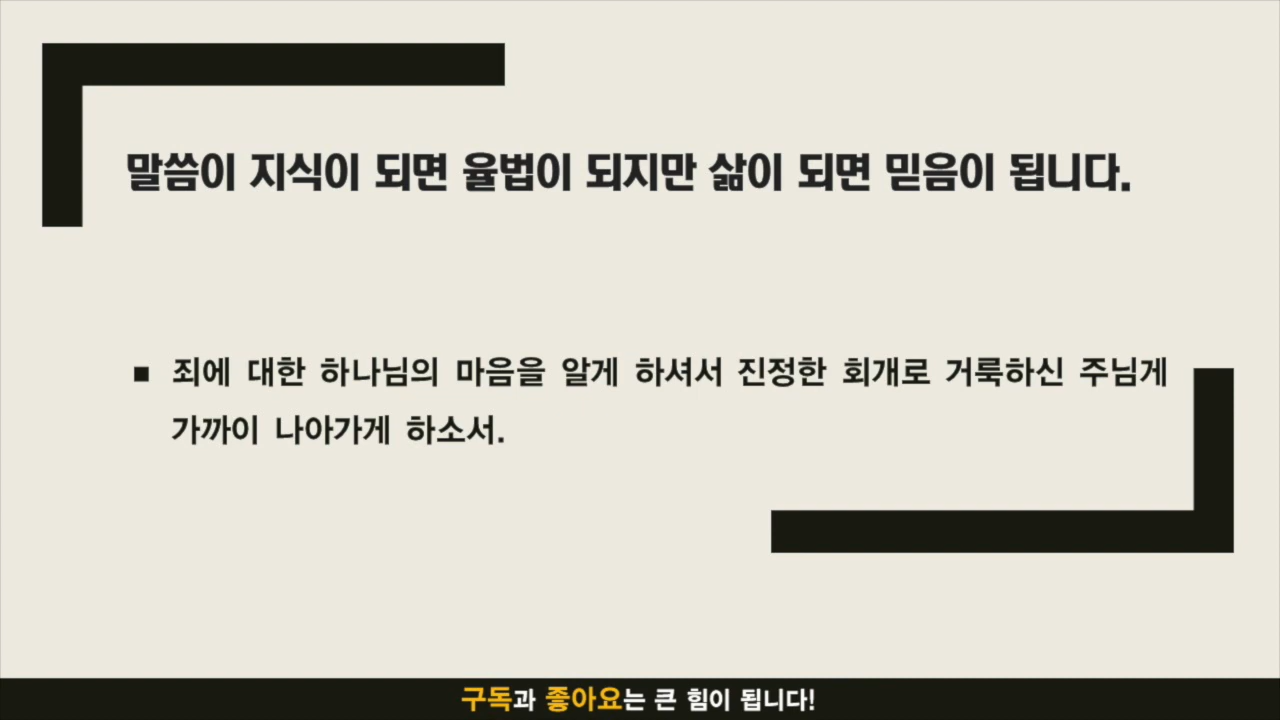 말씀이 지식이 되면 율법이 되지만 삶이 되면 믿음이 됩니다.
■ 죄에 대한 하나님의 마음을 알게 하셔서 진정한 회개로 거룩하신 주님게
가까이 나아가게 하소서.
구독과 좋아요는 큰 힘이 됩니다!